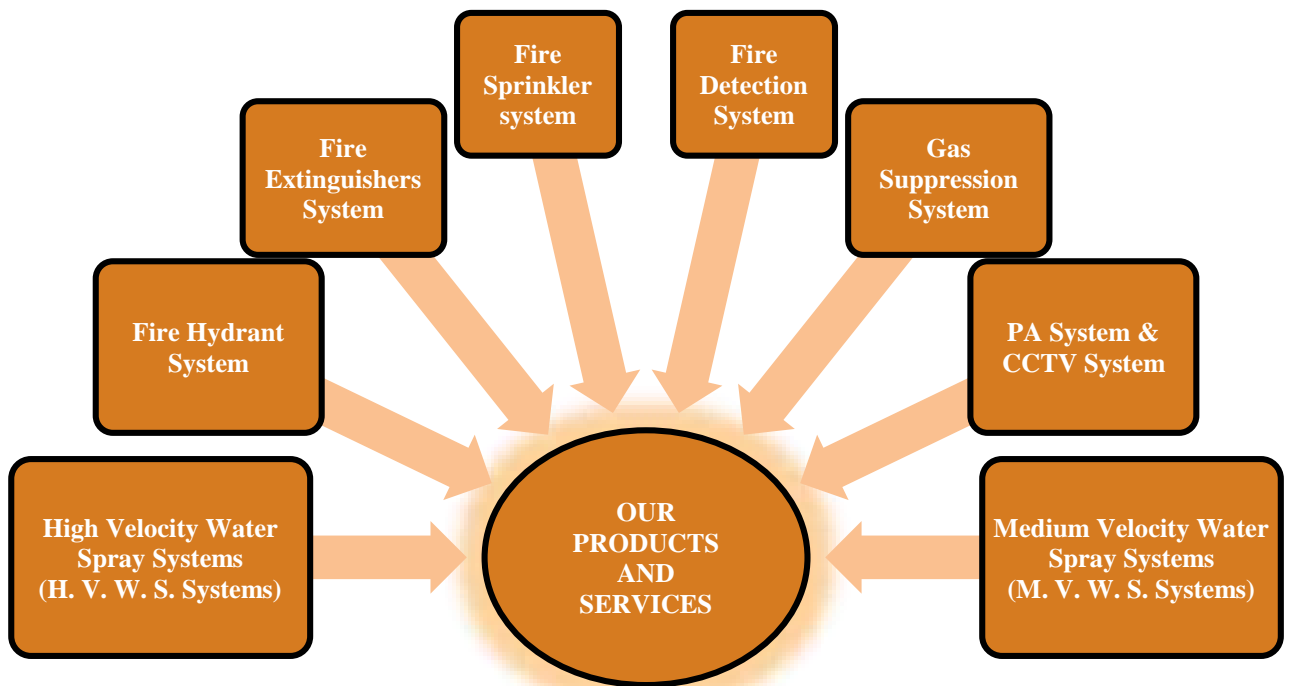 Fire
Sprinkler
system
Fire
Detection
System
Fire
Extinguishers
System
Gas
Suppression
System
Fire Hydrant
System
PA System &
CCTV System
High Velocity Water
Spray Systems
(H. V. W. S. Systems)
OUR
PRODUCTS
AND
SERVICES
Medium Velocity Water
Spray Systems
(M. V. W. S. Systems)